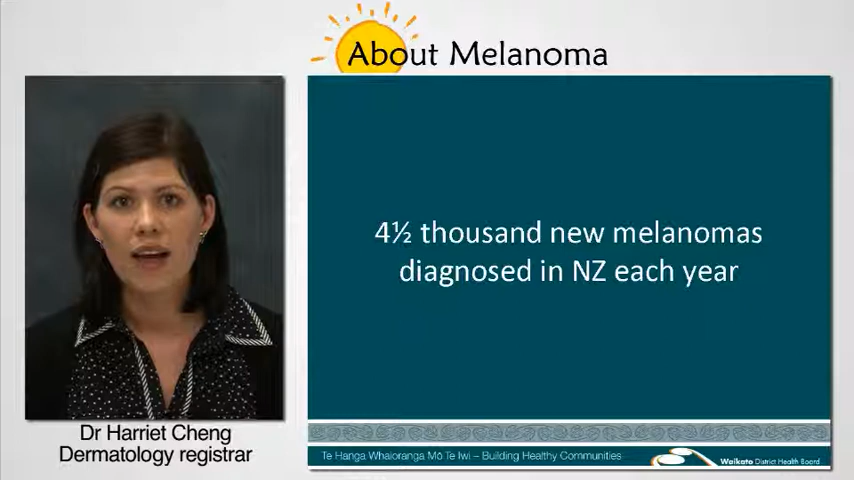 About Melanoma
4½ thousand new melanomas
diagnosed in NZ each year
Dr Harriet Cheng
Dermatology registrar
Te Hanga Whaioranga Mō Te Iwi – Building Healthy Communities
Waikato District Health Board